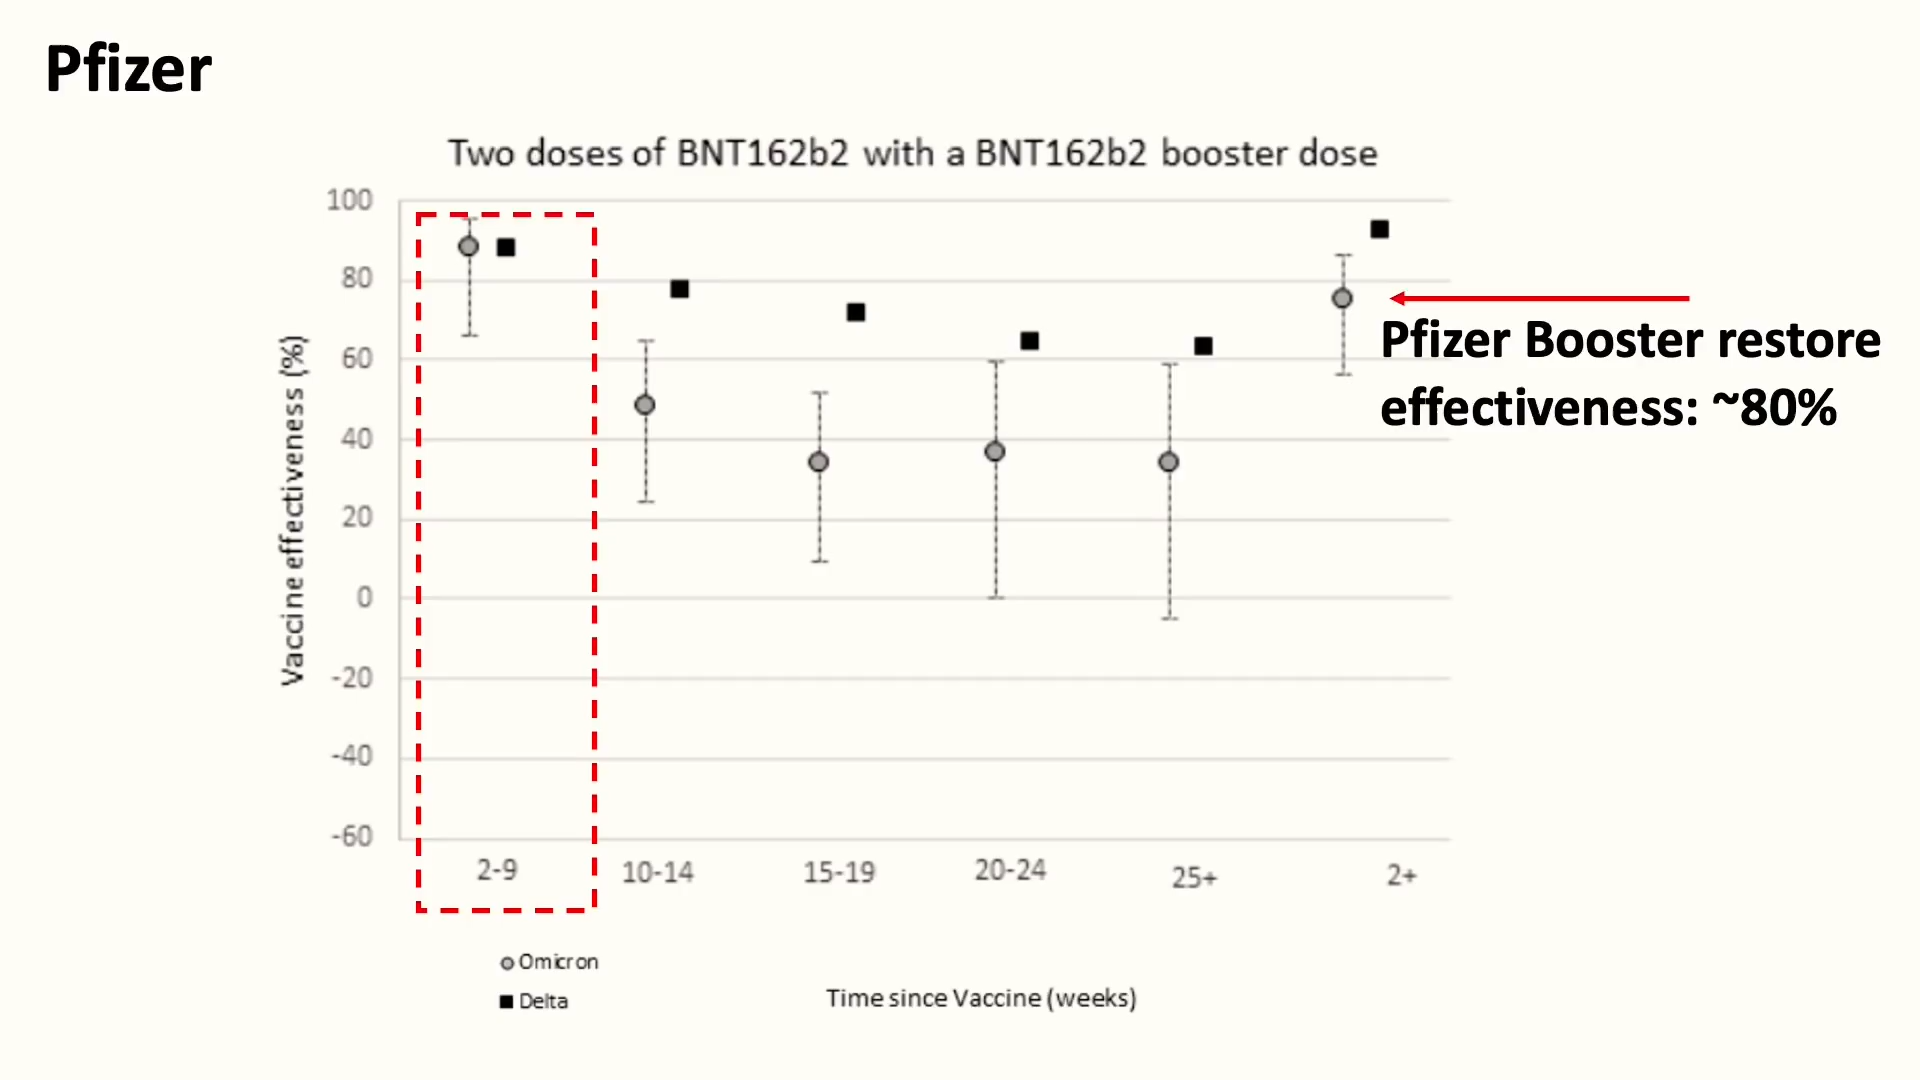 Pfizer
Two doses of BNT162b2 with a BNT162b2 booster dose
Vaccine effectiveness (%)
100
80
60
40
20
0
-20
-40
-60
Pfizer Booster restore
effectiveness: ~80%
2-9
10-14
15-19
20-24
25+
2+
Omicron
Delta
Time since Vaccine (weeks)